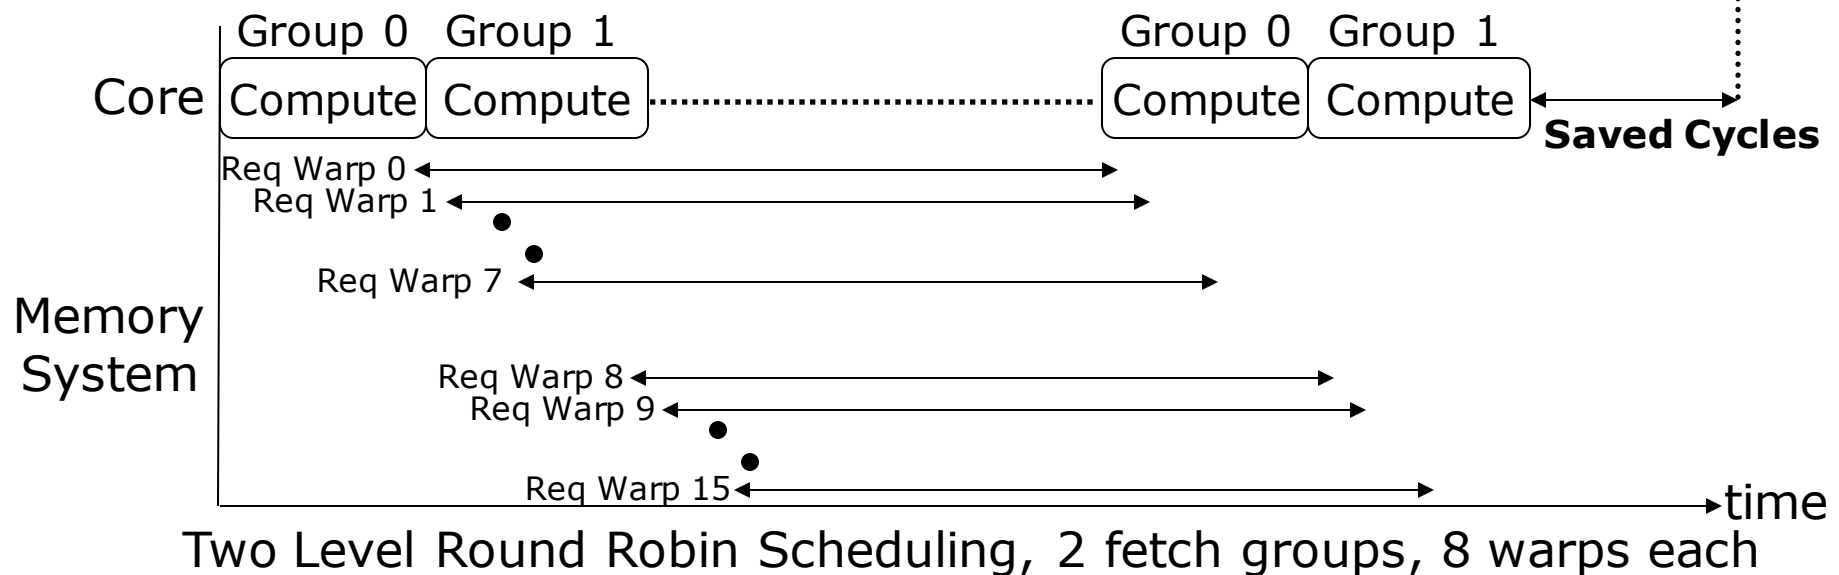 Group 0 Group 1 Group 0 Group 1
Core Compute Compute Compute Compute
Saved Cycles
Req Warp 0
Req Warp 1
Req Warp 7
Memory
System
Req Warp 8
Req Warp 9
Req Warp 15
time
Two Level Round Robin Scheduling, 2 fetch groups, 8 warps each